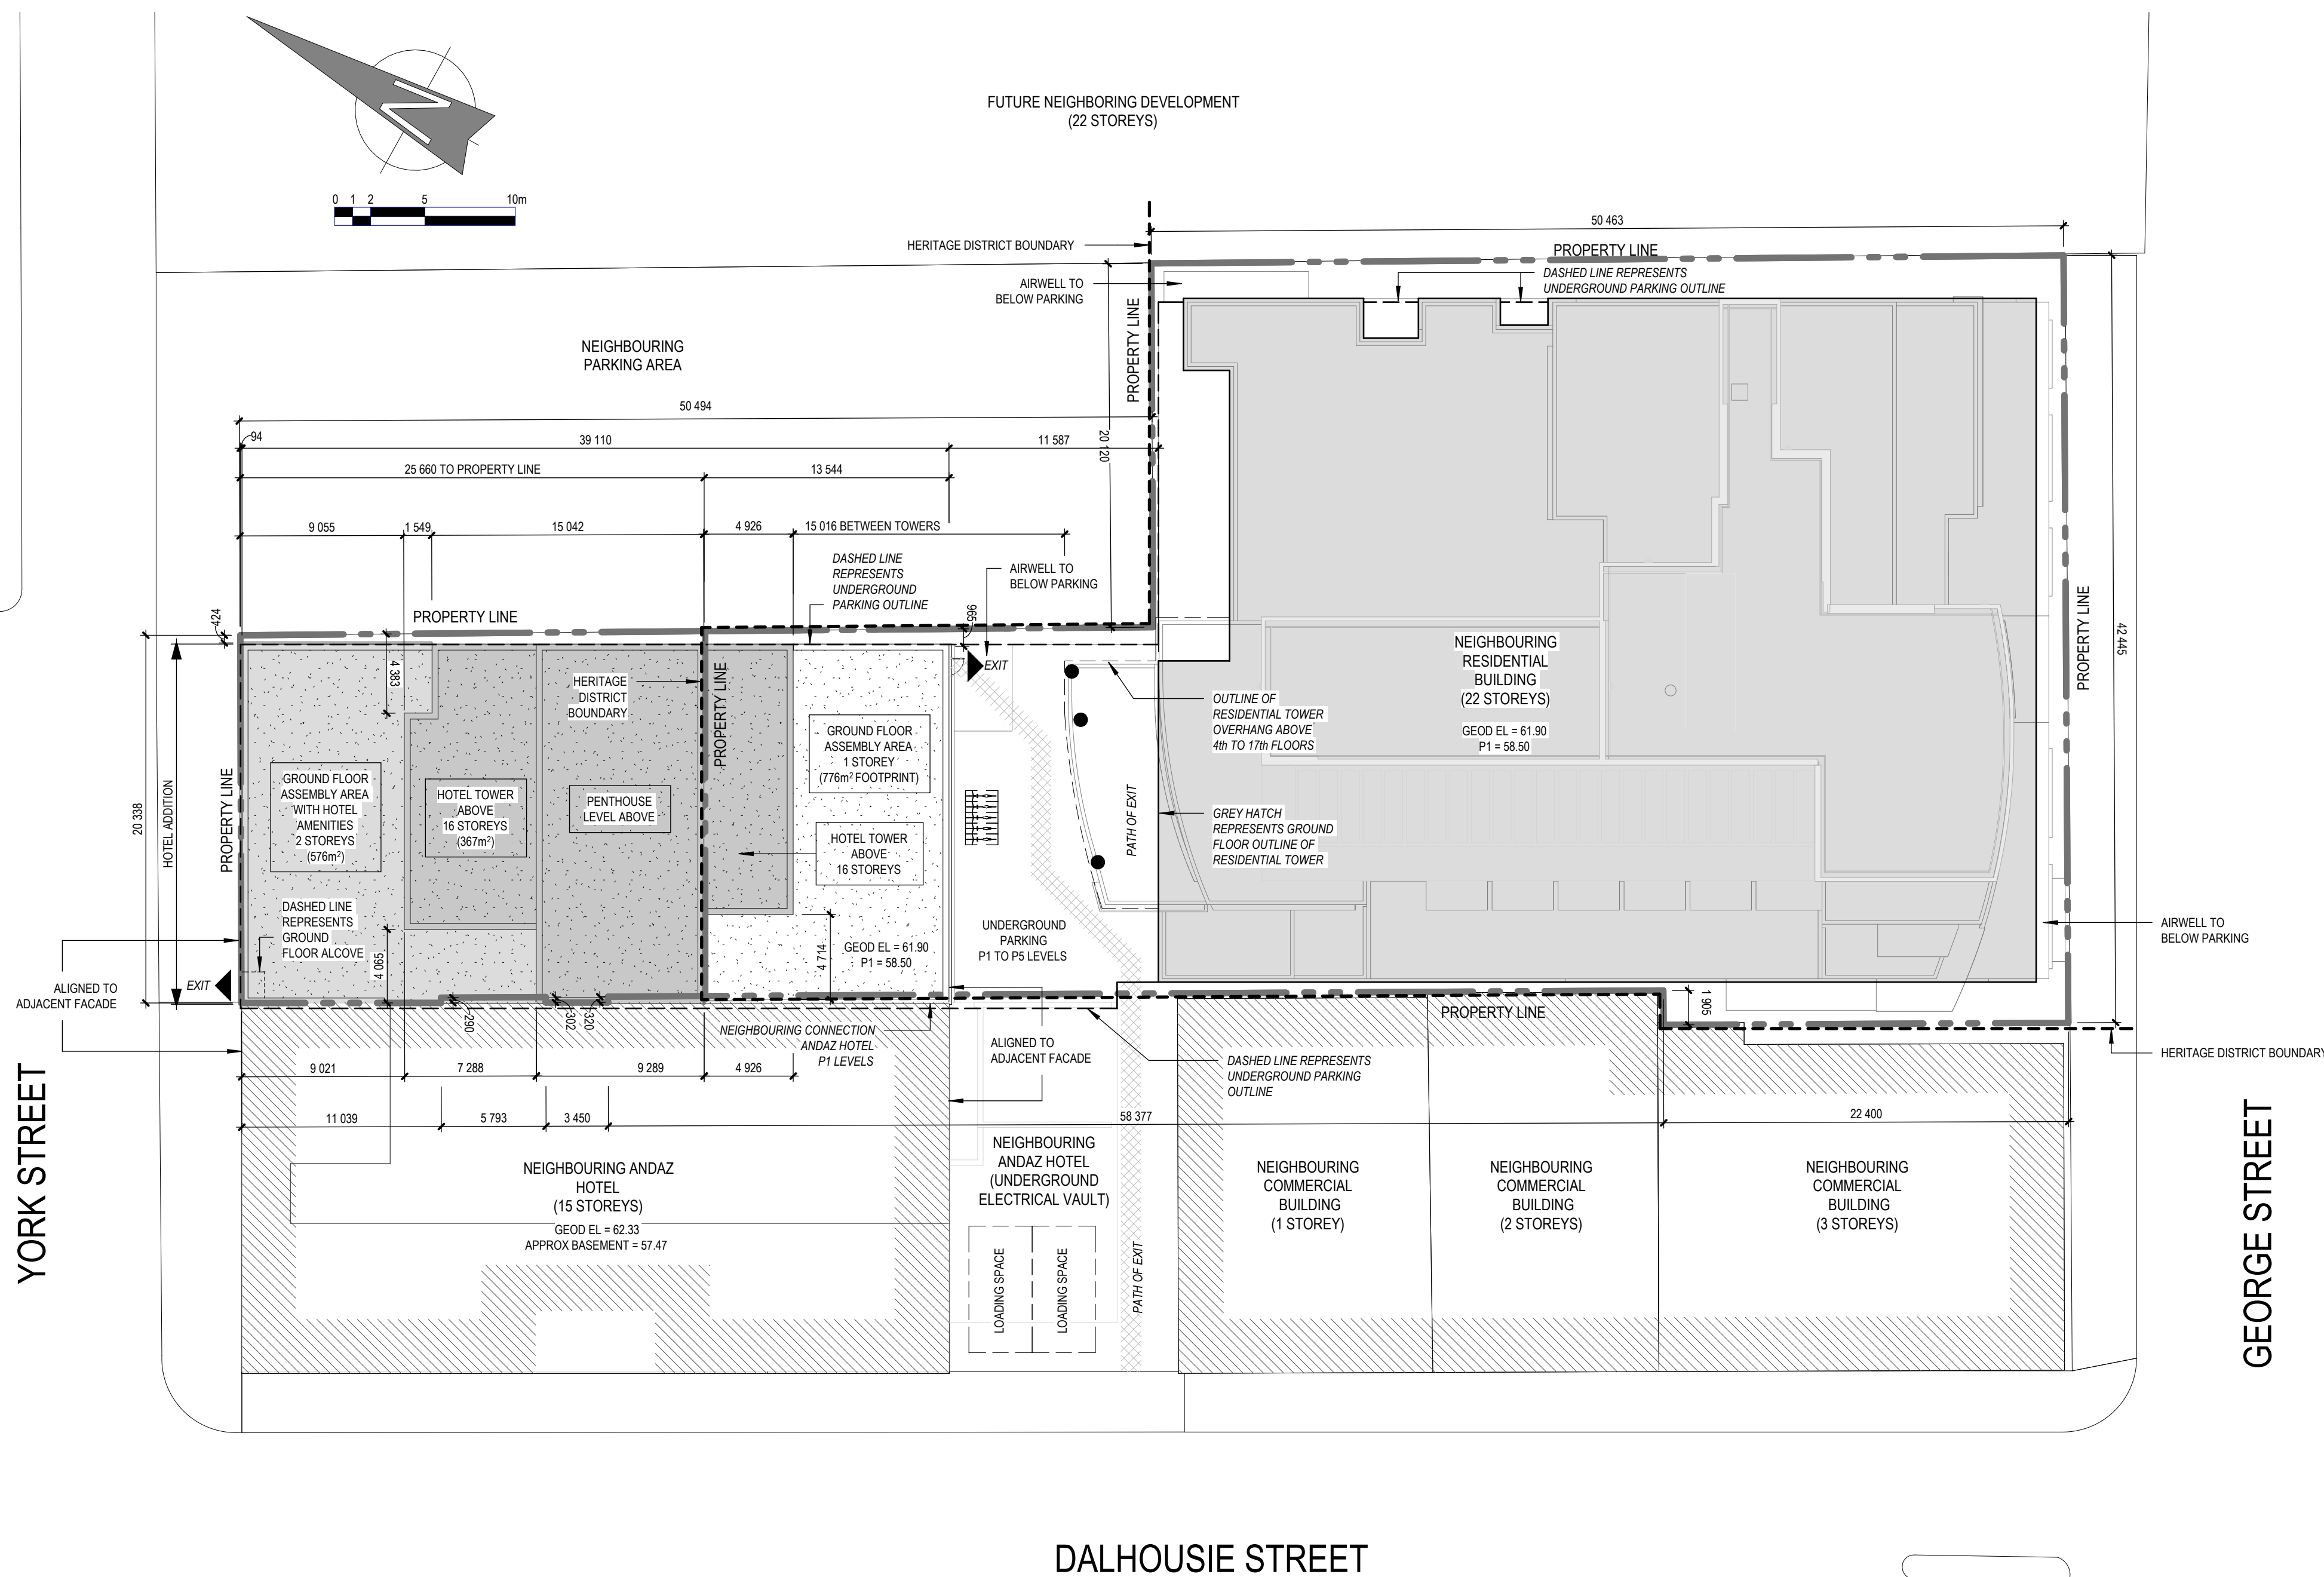 FUTURE NEIGHBORING DEVELOPMENT
(22 STOREYS)
N
0 1 2 5 10m
50 463
HERITAGE DISTRICT BOUNDARY
PROPERTY LINE
AIRWELL TO
BELOW PARKING
DASHED LINE REPRESENTS
UNDERGROUND PARKING OUTLINE
PROPERTY LINE
NEIGHBOURING
PARKING AREA
50 494
94
39 110
11 587
20 120
25 660 TO PROPERTY LINE
13 544
9 055
1 549
15 042
4 926
15 016 BETWEEN TOWERS
DASHED LINE
REPRESENTS
UNDERGROUND
PARKING OUTLINE
AIRWELL TO
BELOW PARKING
424
PROPERTY LINE
965
PROPERTY LINE
42 445
20 338
HOTEL ADDITION
PROPERTY LINE
4 383
HERITAGE
DISTRICT
BOUNDARY
PROPERTY LINE
EXIT
GROUND FLOOR
ASSEMBLY AREA
1 STOREY
(776m² FOOTPRINT)
GROUND FLOOR
ASSEMBLY AREA
WITH HOTEL
AMENITIES
2 STOREYS
(576m²)
HOTEL TOWER
ABOVE
16 STOREYS
(367m²)
PENTHOUSE
LEVEL ABOVE
HOTEL TOWER
ABOVE
16 STOREYS
OUTLINE OF
RESIDENTIAL TOWER
OVERHANG ABOVE
4th TO 17th FLOORS
PATH OF EXIT
GREY HATCH
REPRESENTS GROUND
FLOOR OUTLINE OF
RESIDENTIAL TOWER
NEIGHBOURING
RESIDENTIAL
BUILDING
(22 STOREYS)
GEOD EL = 61.90
P1 = 58.50
DASHED LINE
REPRESENTS
GROUND
FLOOR ALCOVE
4 065
4 714
GEOD EL = 61.90
P1 = 58.50
UNDERGROUND
PARKING
P1 TO P5 LEVELS
AIRWELL TO
BELOW PARKING
ALIGNED TO
ADJACENT FACADE
EXIT
290
302
320
NEIGHBOURING CONNECTION
ANDAZ HOTEL
P1 LEVELS
ALIGNED TO
ADJACENT FACADE
PROPERTY LINE
1 905
DASHED LINE REPRESENTS
UNDERGROUND PARKING
OUTLINE
HERITAGE DISTRICT BOUNDARY
9 021
7 288
9 289
4 926
11 039
5 793
3 450
58 377
22 400
YORK STREET
NEIGHBOURING ANDAZ
HOTEL
(15 STOREYS)
GEOD EL = 62.33
APPROX BASEMENT = 57.47
NEIGHBOURING
ANDAZ HOTEL
(UNDERGROUND
ELECTRICAL VAULT)
LOADING SPACE
LOADING SPACE
PATH OF EXIT
NEIGHBOURING
COMMERCIAL
BUILDING
(1 STOREY)
NEIGHBOURING
COMMERCIAL
BUILDING
(2 STOREYS)
NEIGHBOURING
COMMERCIAL
BUILDING
(3 STOREYS)
GEORGE STREET
DALHOUSIE STREET